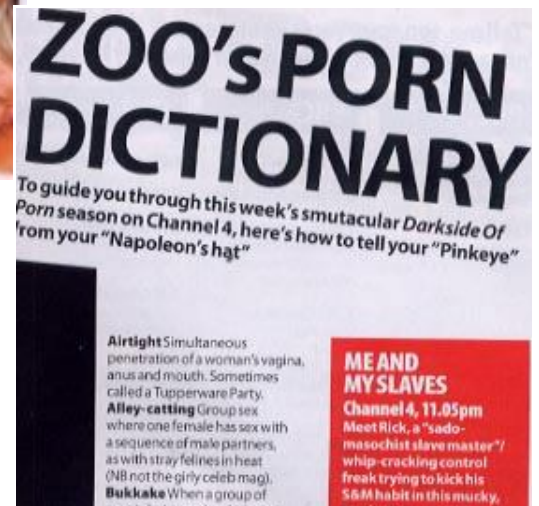 ZOO's PORN
DICTIONARY
To guide you through this week's smutacular Darkside Of
Porn season on Channel 4, here's how to tell your "Pinkeye"
from your "Napoleon's hat"
Airtight Simultaneous
penetration of a woman's vagina,
anus and mouth. Sometimes
called a Tupperware Party.
Alley-catting Group sex
where one female has sex with
a sequence of male partners,
as with stray felines in heat
(NB not the girly celeb mag).
Bukkake When a group of
ME AND
MY SLAVES
Channel 4, 11.05pm
Meet Rick, a "sado-
masochist slave master"/
whip-cracking control
freak trying to kick his
S&M habit in this mucky,